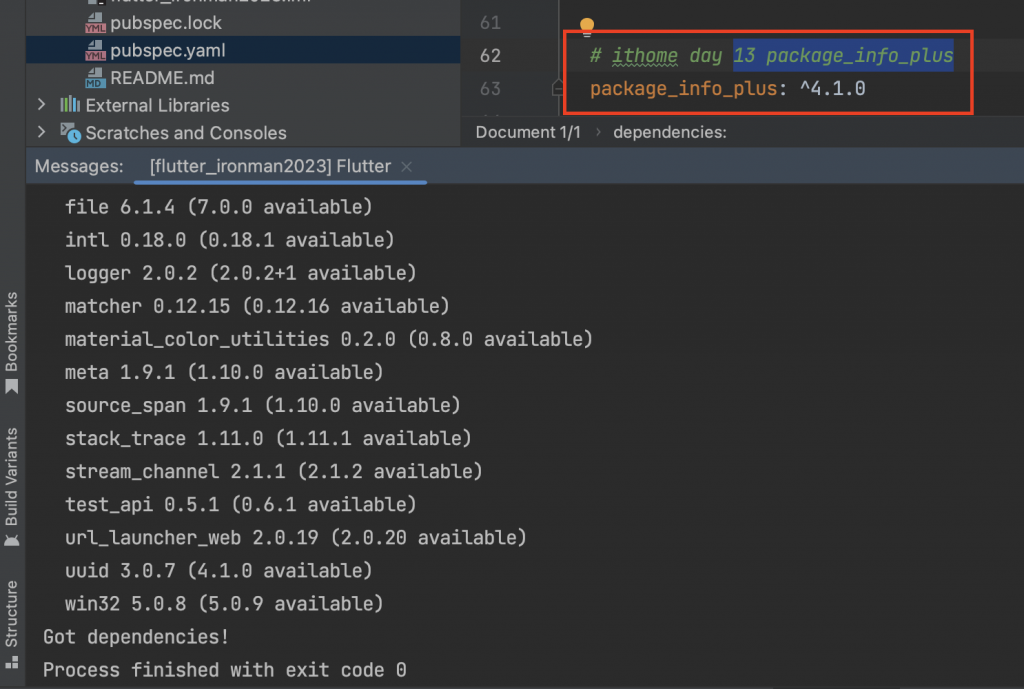 pubspec.lock
pubspec.yaml
README.md
External Libraries
Scratches and Consoles
61
62 # ithome day 13 package_info_plus
63 package_info_plus: ^4.1.0
Document 1/1 › dependencies:
Messages: [flutter_ironman2023] Flutter ×
file 6.1.4 (7.0.0 available)
intl 0.18.0 (0.18.1 available)
logger 2.0.2 (2.0.2+1 available)
matcher 0.12.15 (0.12.16 available)
material_color_utilities 0.2.0 (0.8.0 available)
meta 1.9.1 (1.10.0 available)
source_span 1.9.1 (1.10.0 available)
stack_trace 1.11.0 (1.11.1 available)
stream_channel 2.1.1 (2.1.2 available)
test_api 0.5.1 (0.6.1 available)
url_launcher_web 2.0.19 (2.0.20 available)
uuid 3.0.7 (4.1.0 available)
win32 5.0.8 (5.0.9 available)
Got dependencies!
Process finished with exit code 0
Bookmarks
Build Variants
Structure